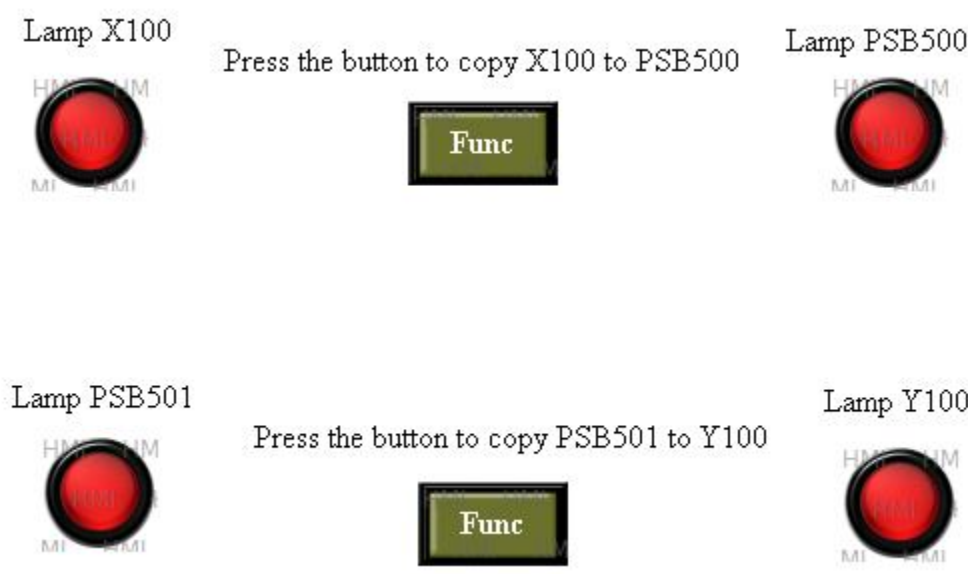 Lamp X100
Press the button to copy X100 to PSB500
Lamp PSB500
Func
Lamp PSB501
Press the button to copy PSB501 to Y100
Lamp Y100
Func